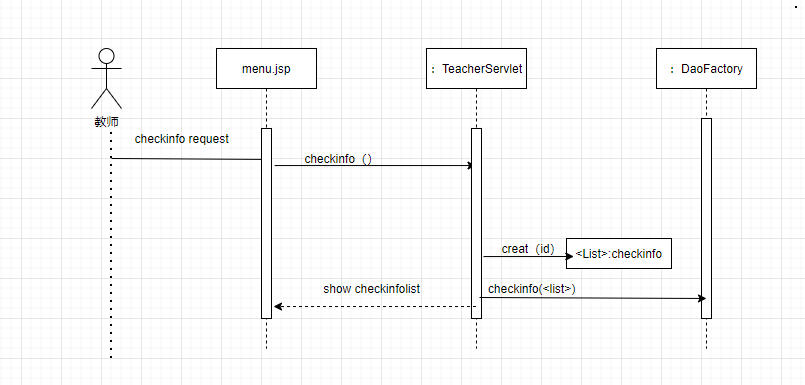 menu.jsp
： TeacherServlet
： DaoFactory
教师
checkinfo request
checkinfo（）
creat（id）
<List>:checkinfo
show checkinfolist
checkinfo(<list>)